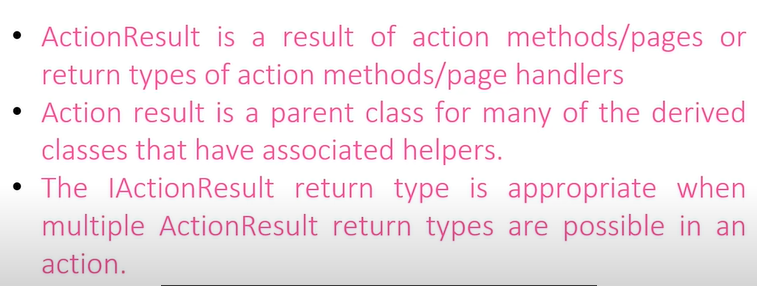 • ActionResult is a result of action methods/pages or
return types of action methods/page handlers
• Action result is a parent class for many of the derived
classes that have associated helpers.
• The IActionResult return type is appropriate when
multiple ActionResult return types are possible in an
action.